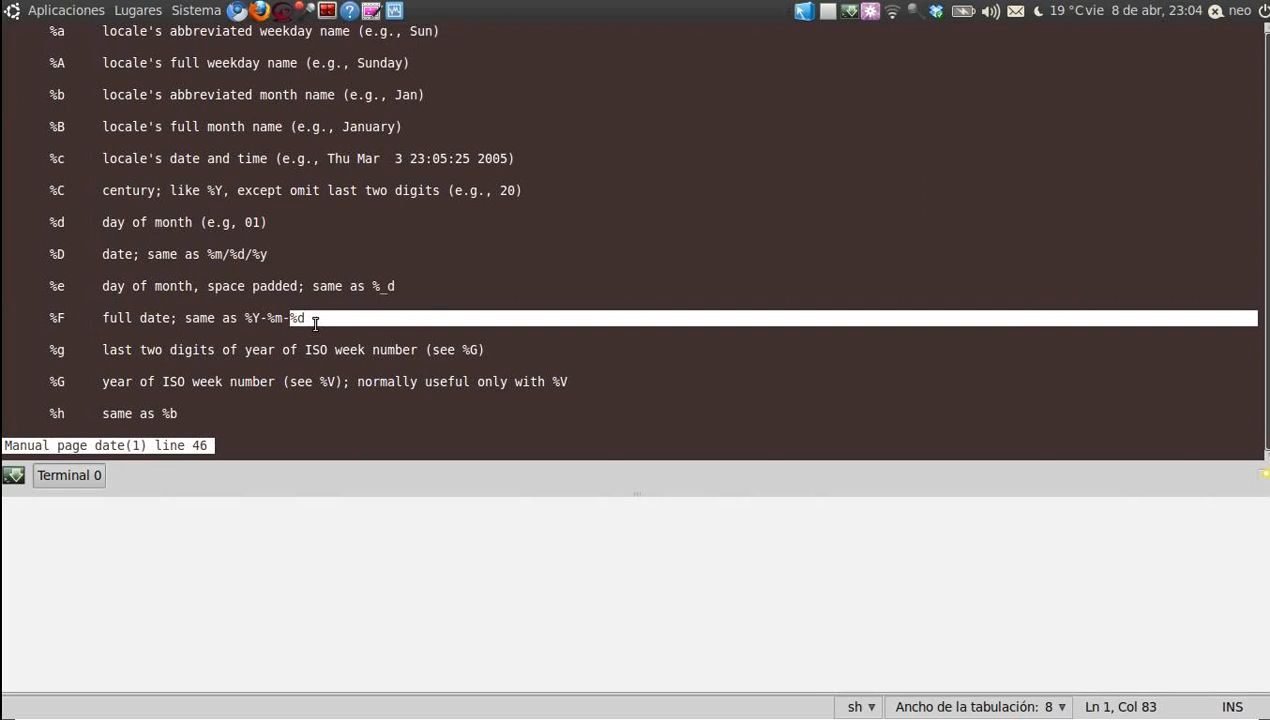 Aplicaciones Lugares Sistema 19 °C vie 8 de abr, 23:04 neo
%a locale's abbreviated weekday name (e.g., Sun)
%A locale's full weekday name (e.g., Sunday)
%b locale's abbreviated month name (e.g., Jan)
%B locale's full month name (e.g., January)
%c locale's date and time (e.g., Thu Mar  3 23:05:25 2005)
%C century; like %Y, except omit last two digits (e.g., 20)
%d day of month (e.g, 01)
%D date; same as %m/%d/%y
%e day of month, space padded; same as %_d
%F full date; same as %Y-%m-%d
%g last two digits of year of ISO week number (see %G)
%G year of ISO week number (see %V); normally useful only with %V
%h same as %b
Manual page date(1) line 46
Terminal 0
sh Ancho de la tabulación: 8 Ln 1, Col 83 INS